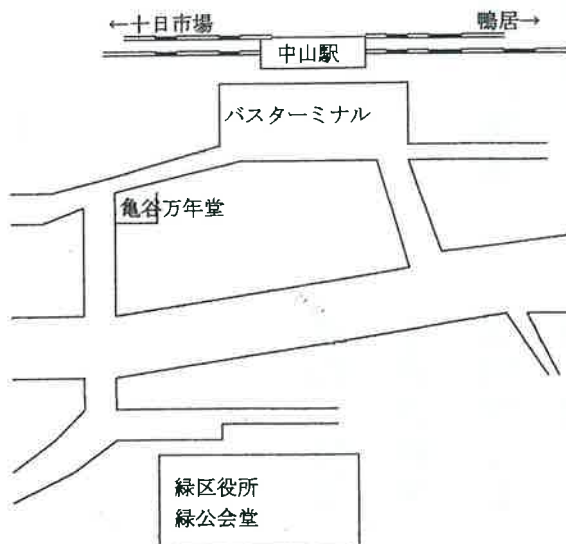 ←十日市場
鴨居→
中山駅
バスターミナル
亀谷万年堂
緑区役所
緑公会堂